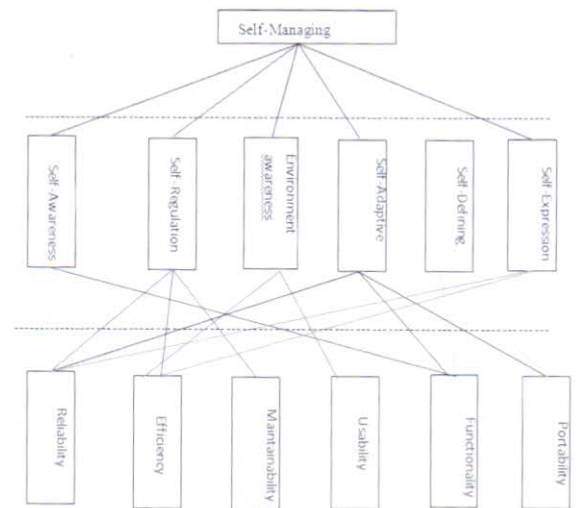 Self-Managing
Self-Awareness
Self-Regulation
Environment
awareness
Self-Adaptive
Self-Defining
Self-Expression
Reliability
Efficiency
Maintainability
Usability
Functionality
Portability